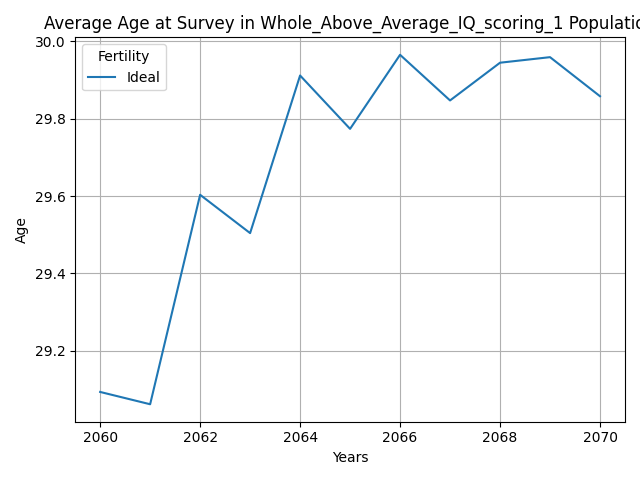 Average Age at Survey in Whole_Above_Average_IQ_scoring_1 Populatio
30.0
Fertility
Ideal
29.8
29.6
Age
29.4
29.2
2060 2062 2064 2066 2068 2070
Years